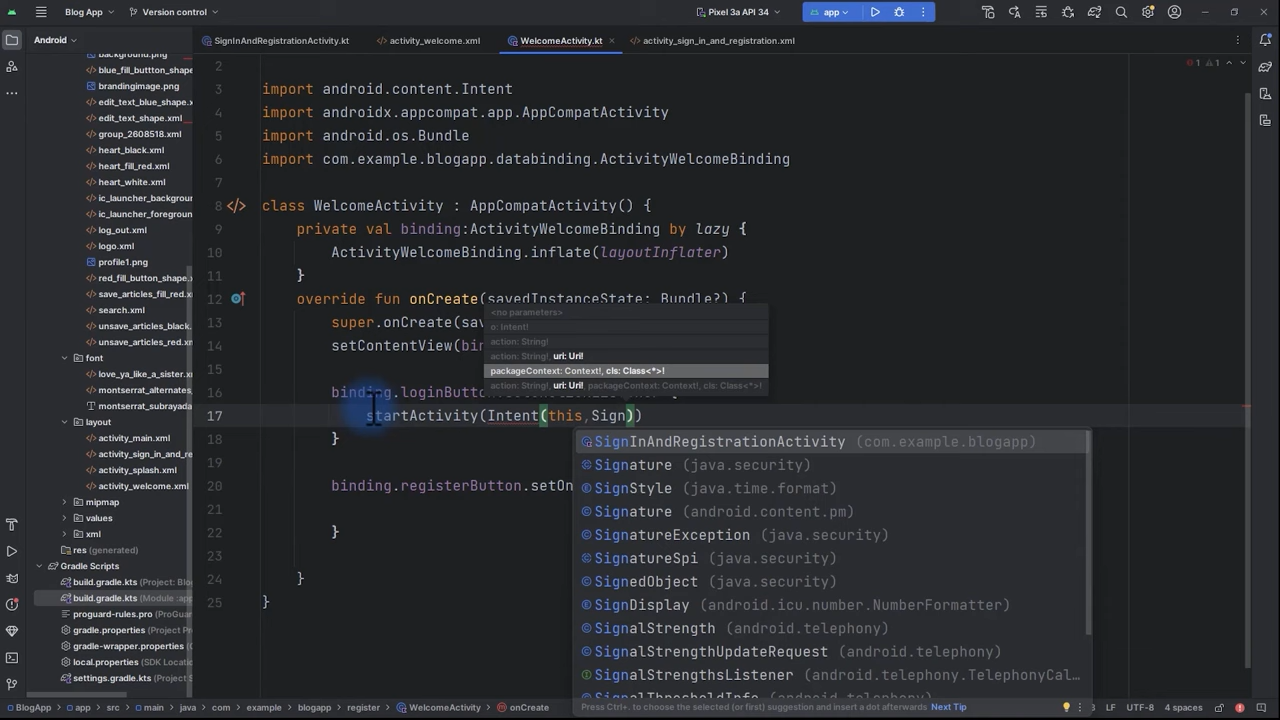 Blog App
Version control
Pixel 3a API 34
app
Android
SignInAndRegistrationActivity.kt
activity_welcome.xml
WelcomeActivity.kt
activity_sign_in_and_registration.xml
background.png
blue_fill_buttton_shape
brandingimage.png
edit_text_blue_shape.x
edit_text_shape.xml
group_2608518.xml
heart_black.xml
heart_fill_red.xml
heart_white.xml
ic_launcher_backgroun
ic_launcher_foregroun
log_out.xml
logo.xml
profile1.png
red_fill_button_shape.
save_articles_fill_red.x
search.xml
unsave_articles_black.
unsave_articles_red.xm
font
love_ya_like_a_sister.x
montserrat_alternates_
montserrat_subrayada
layout
activity_main.xml
activity_sign_in_and_re
activity_splash.xml
activity_welcome.xml
mipmap
values
xml
res (generated)
Gradle Scripts
build.gradle.kts (Project: Blo
build.gradle.kts (Module :app
proguard-rules.pro (ProGua
gradle.properties (Project P
gradle-wrapper.properties (
local.properties (SDK Locatio
settings.gradle.kts (Project
2
3 import android.content.Intent
4 import androidx.appcompat.app.AppCompatActivity
5 import android.os.Bundle
6 import com.example.blogapp.databinding.ActivityWelcomeBinding
7
8 class WelcomeActivity : AppCompatActivity() {
9 private val binding:ActivityWelcomeBinding by lazy {
10 ActivityWelcomeBinding.inflate(layoutInflater)
11 }
12 override fun onCreate(savedInstanceState: Bundle?) {
13 super.onCreate(sav
14 setContentView(bin
15
16 binding.loginButton
17 startActivity(Intent(this,Sign))
18 }
19
20 binding.registerButton.setOn
21
22 }
23
24 }
25 }
1
1
<no parameters>
o: Intent!
action: String!
action: String!, uri: Uri!
packageContext: Context!, cls: Class<*>!
action: String!, uri: Uri!, packageContext: Context!, cls: Class<*>!
SignInAndRegistrationActivity (com.example.blogapp)
Signature (java.security)
SignStyle (java.time.format)
Signature (android.content.pm)
SignatureException (java.security)
SignatureSpi (java.security)
SignedObject (java.security)
SignDisplay (android.icu.number.NumberFormatter)
SignalStrength (android.telephony)
SignalStrengthUpdateRequest (android.telephony)
SignalStrengthsListener (android.telephony.TelephonyCal…
SignalThresholdInfo (android.telephony)
Press Ctrl+. to choose the selected (or first) suggestion and insert a dot afterwards Next Tip
BlogApp > app > src > main > java > com > example > blogapp > register > WelcomeActivity > onCreate
LF UTF-8 4 spaces